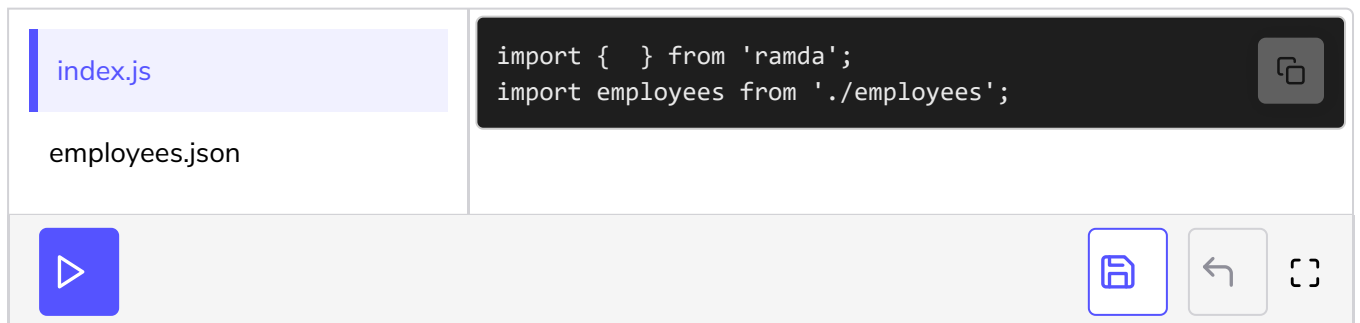 index.js
employees.json
import {  } from 'ramda';
import employees from './employees';